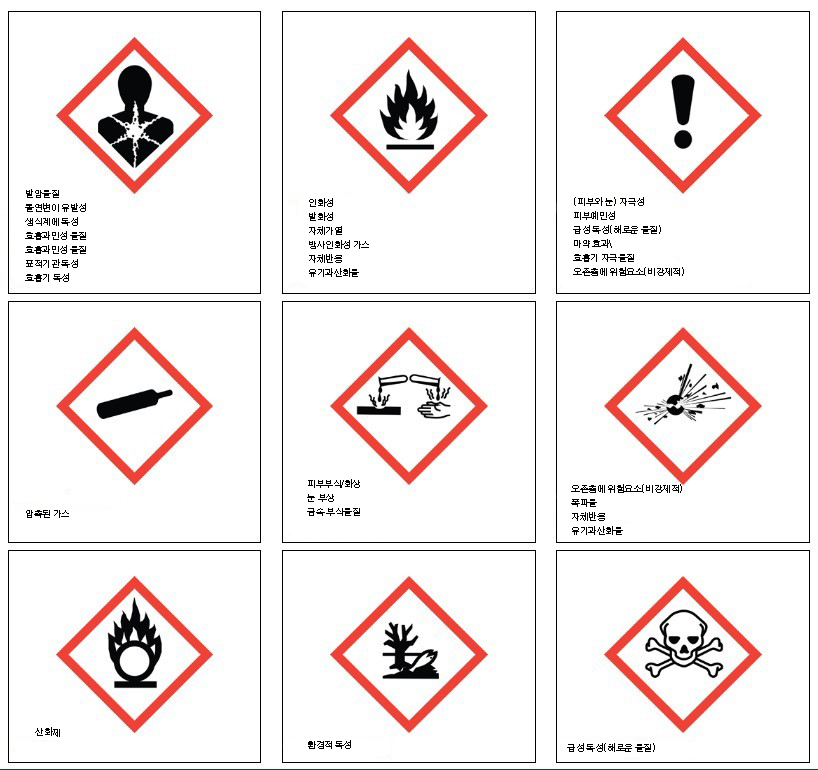 발암물질
돌연변이 유발성
생식계에 독성
호흡과민성 물질
호흡과민성 물질
표적기관독성
호흡기 독성
인화성
발화성
자체가열
방사인화성 가스
자체반응
유기과산화물
(피부와 눈) 자극성
피부예민성
급성독성(해로운 물질)
마약 효과\
호흡기 자극물질
오존층에 위험요소(비강제적)
압축된 가스
피부부식/화상
눈 부상
금속 부식물질
오존층에 위험요소(비강제적)
폭파물
자체반응
유기과산화물
산화제
환경적 독성
급성독성(해로운 물질)